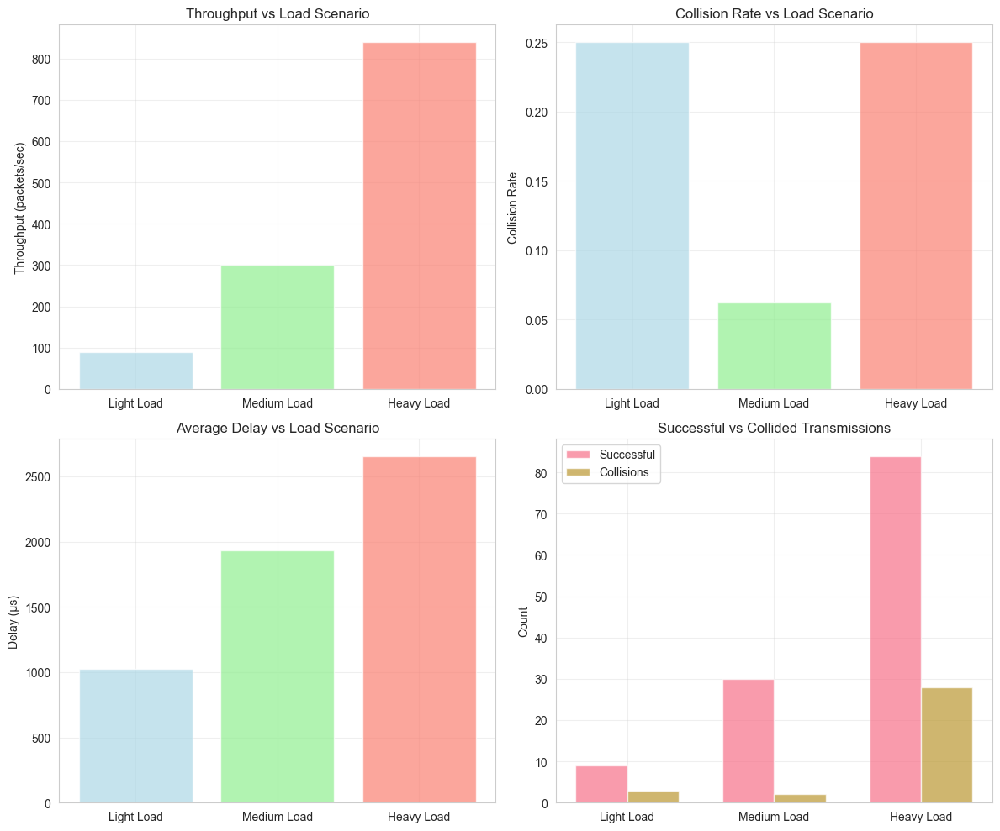 Throughput vs Load Scenario
Throughput (packets/sec)
800
700
600
500
400
300
200
100
0
Light Load
Medium Load
Heavy Load
Collision Rate vs Load Scenario
Collision Rate
0.25
0.20
0.15
0.10
0.05
0.00
Light Load
Medium Load
Heavy Load
Average Delay vs Load Scenario
Delay (μs)
2500
2000
1500
1000
500
0
Light Load
Medium Load
Heavy Load
Successful vs Collided Transmissions
Successful
Collisions
Count
80
70
60
50
40
30
20
10
0
Light Load
Medium Load
Heavy Load